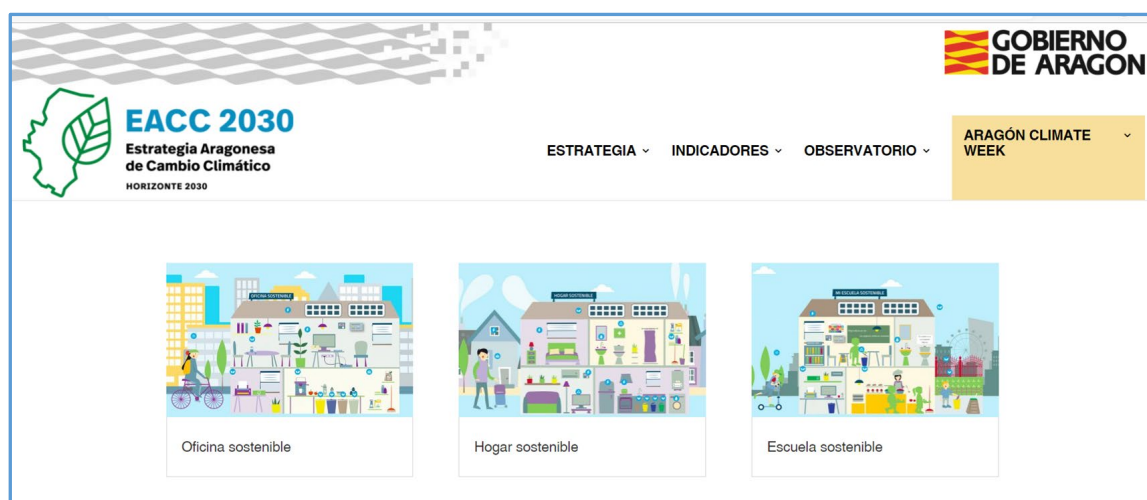 GOBIERNO
DE ARAGON
EACC 2030
Estrategia Aragonesa
de Cambio Climático
HORIZONTE 2030
ESTRATEGIA
INDICADORES
OBSERVATORIO
ARAGÓN CLIMATE
WEEK
OFICINA SOSTENIBLE
HOGAR SOSTENIBLE
MI ESCUELA SOSTENIBLE
Oficina sostenible
Hogar sostenible
Escuela sostenible